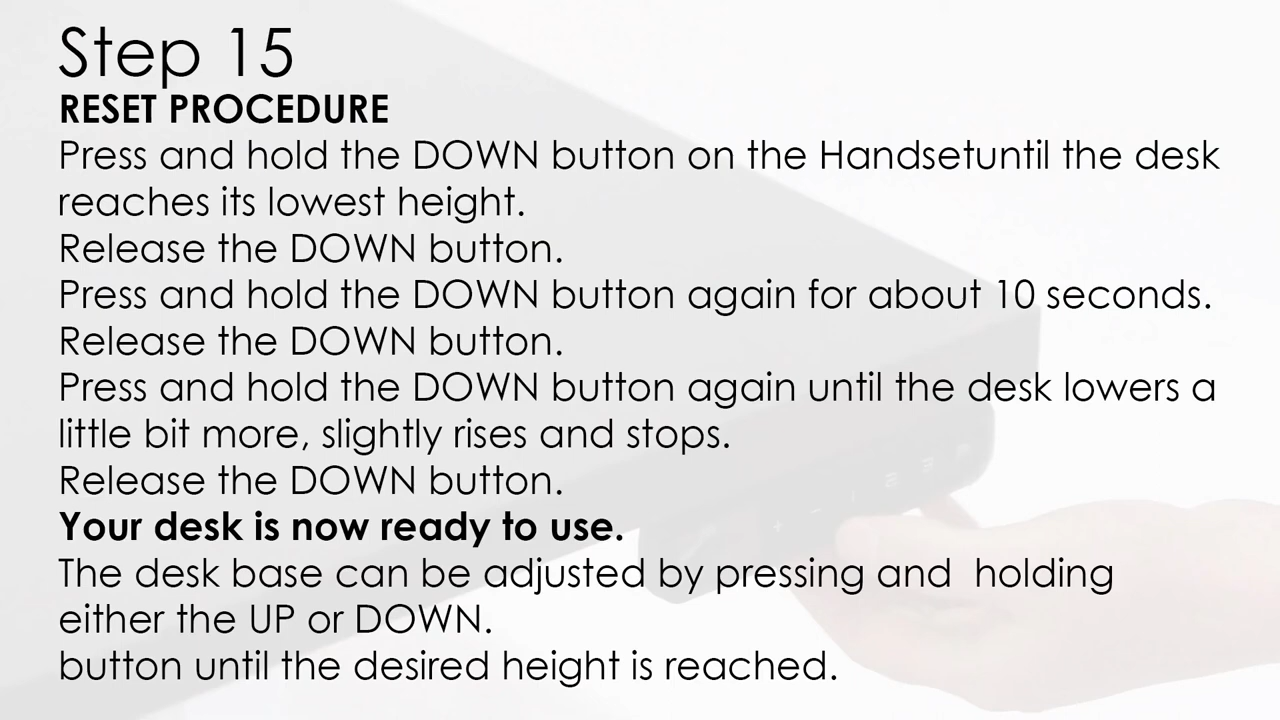 Step 15
RESET PROCEDURE
Press and hold the DOWN button on the Handsetuntil the desk
reaches its lowest height.
Release the DOWN button.
Press and hold the DOWN button again for about 10 seconds.
Release the DOWN button.
Press and hold the DOWN button again until the desk lowers a
little bit more, slightly rises and stops.
Release the DOWN button.
Your desk is now ready to use.
The desk base can be adjusted by pressing and  holding
either the UP or DOWN.
button until the desired height is reached.